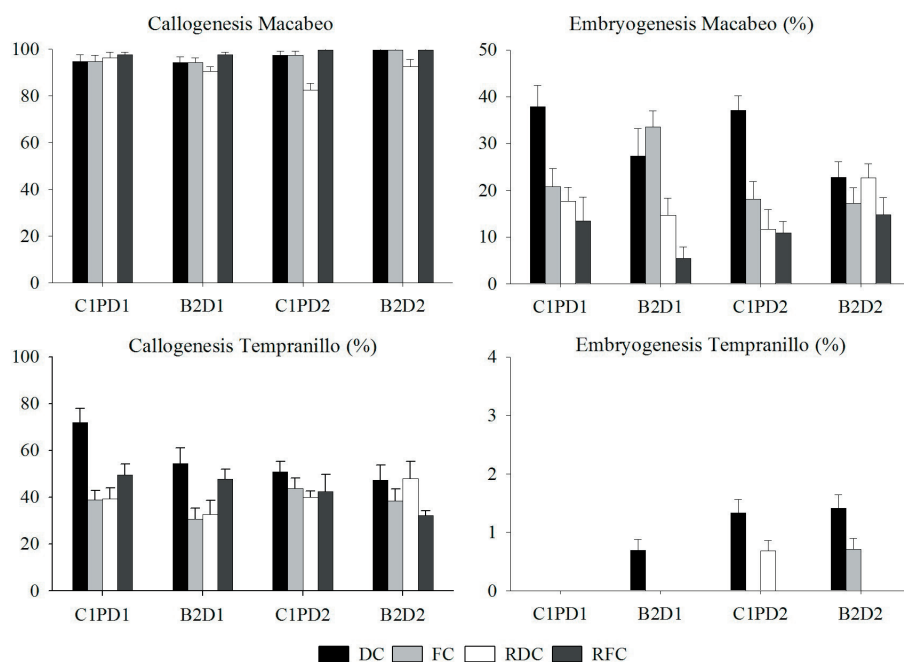 Callogenesis Macabeo
100
80
60
40
20
0
C1PD1 B2D1 C1PD2 B2D2
Embryogenesis Macabeo (%)
50
40
30
20
10
0
C1PD1 B2D1 C1PD2 B2D2
Callogenesis Tempranillo (%)
100
80
60
40
20
0
C1PD1 B2D1 C1PD2 B2D2
Embryogenesis Tempranillo (%)
4
3
2
1
0
C1PD1 B2D1 C1PD2 B2D2
DC FC RDC RFC